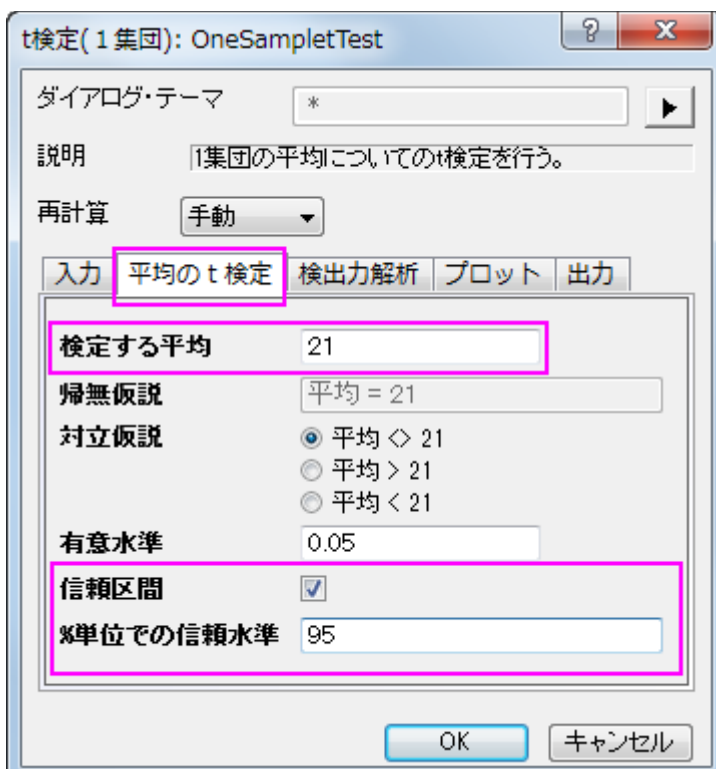 t検定(１集団): OneSampletTest
ダイアログ・テーマ *
説明 1集団の平均についてのt検定を行う。
再計算 手動
入力 平均のｔ検定 検出力解析 プロット 出力
検定する平均 21
帰無仮説 平均 = 21
対立仮説 平均 <> 21
平均 > 21
平均 < 21
有意水準 0.05
信頼区間
%単位での信頼水準 95
OK キャンセル